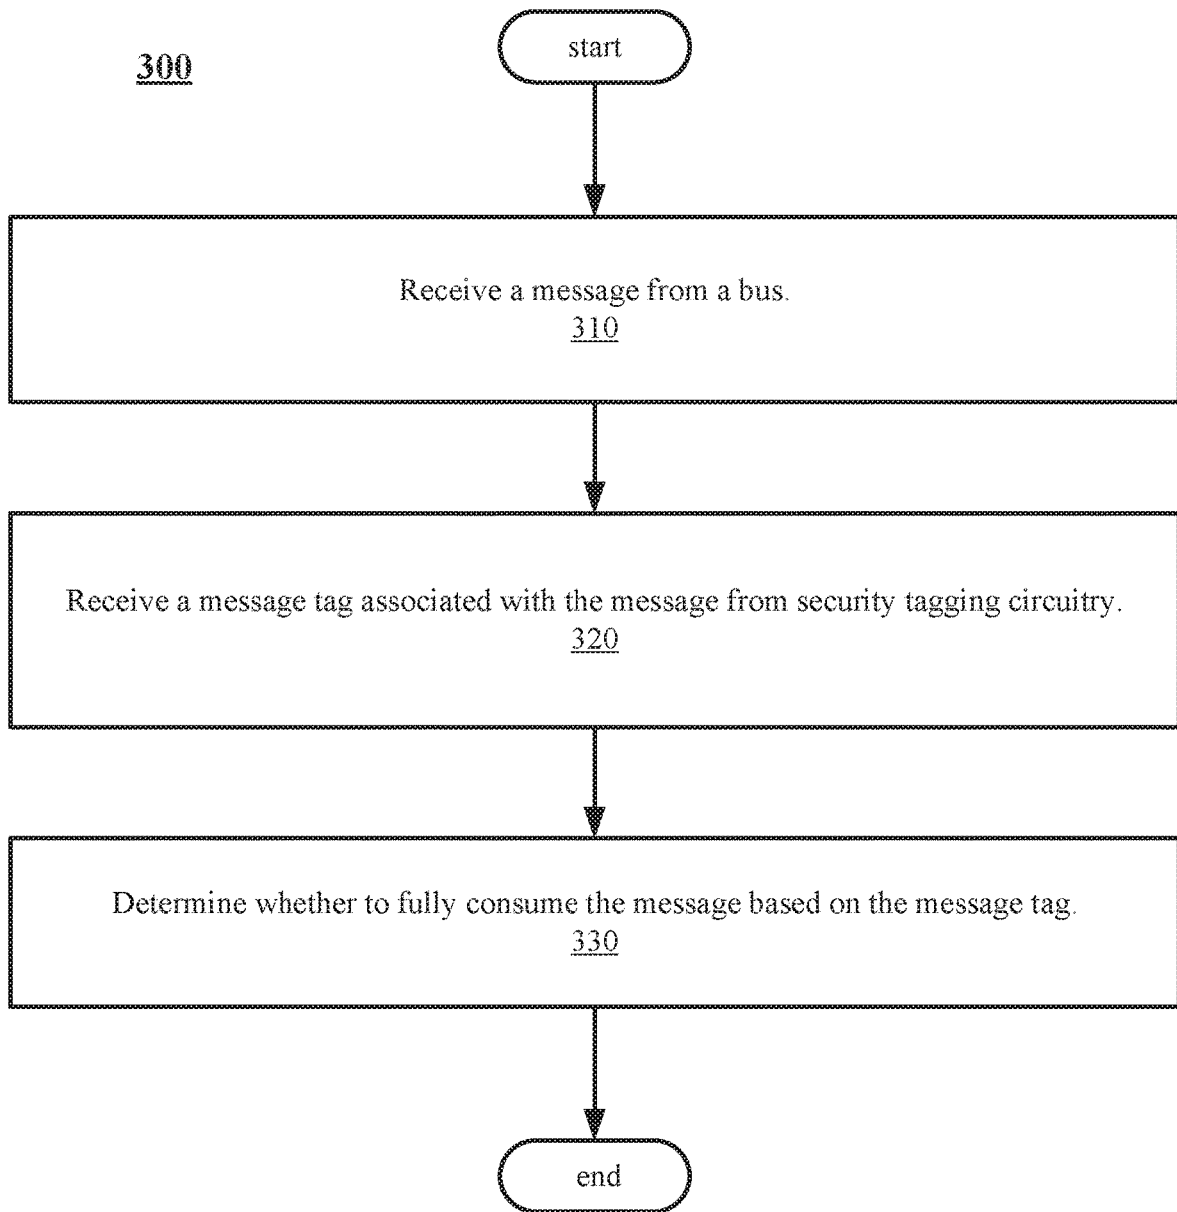 start
300
Receive a message from a bus.
310
Receive a message tag associated with the message from security tagging circuitry.
320
Determine whether to fully consume the message based on the message tag.
330
end